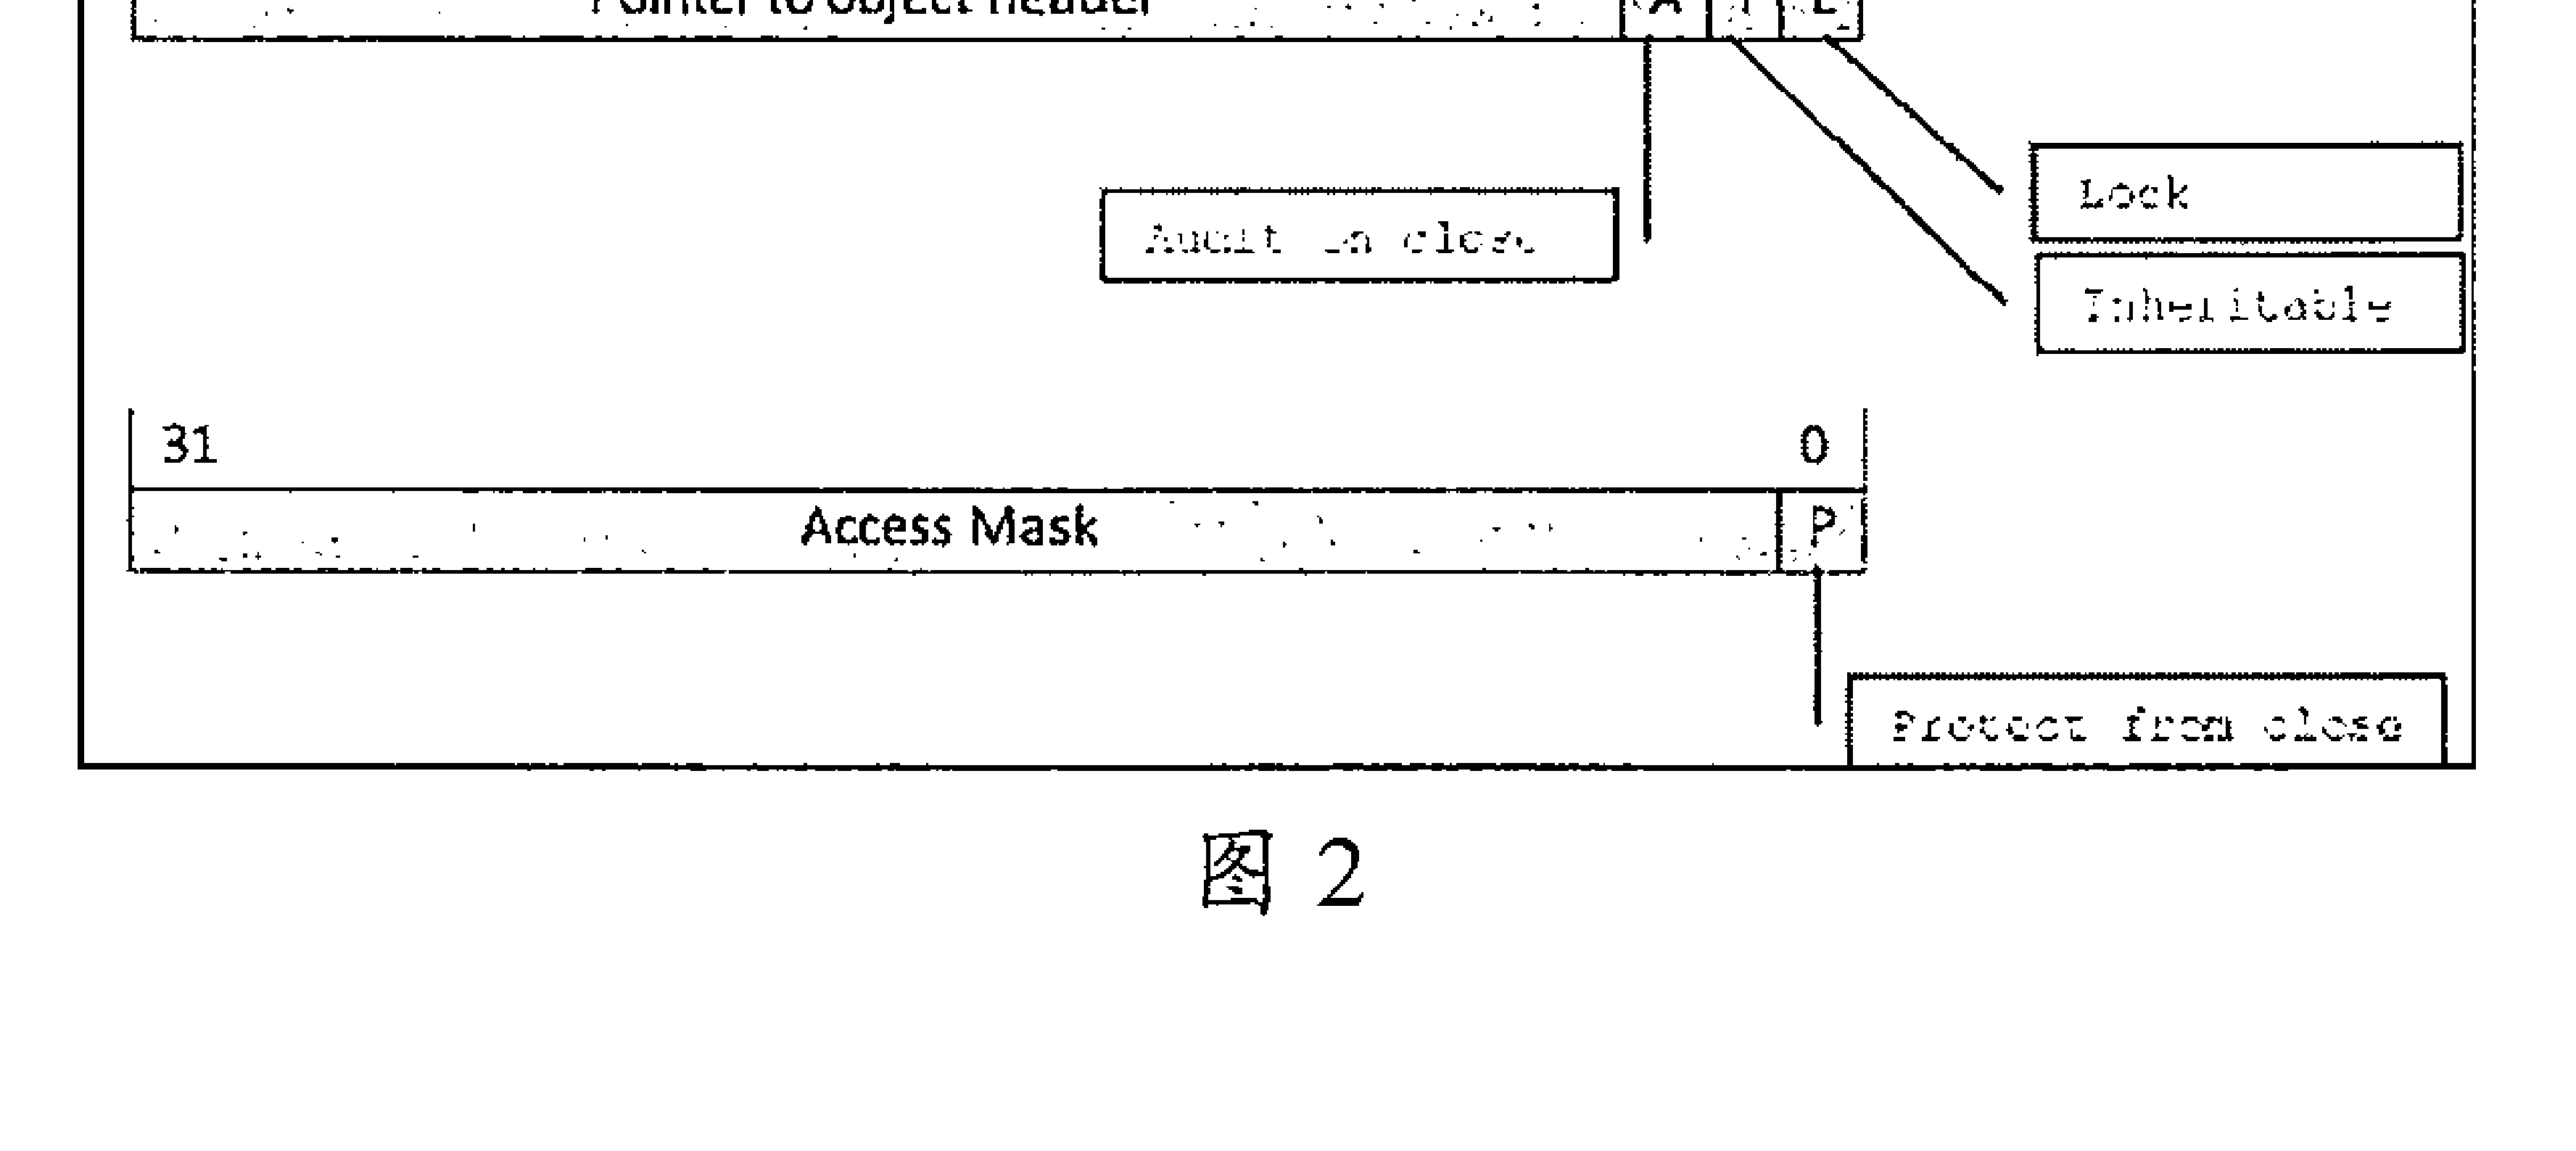 Pointer to Object Header A I L
Lock
Audit on close
Inheritable
31 0
Access Mask P
Protect from close
图 2